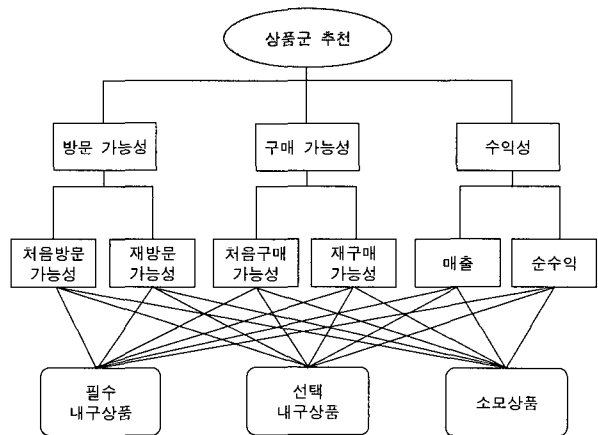 상품군 추천
방문 가능성
구매 가능성
수익성
처음방문
가능성
재방문
가능성
처음구매
가능성
재구매
가능성
매출
순수익
필수
내구상품
선택
내구상품
소모상품